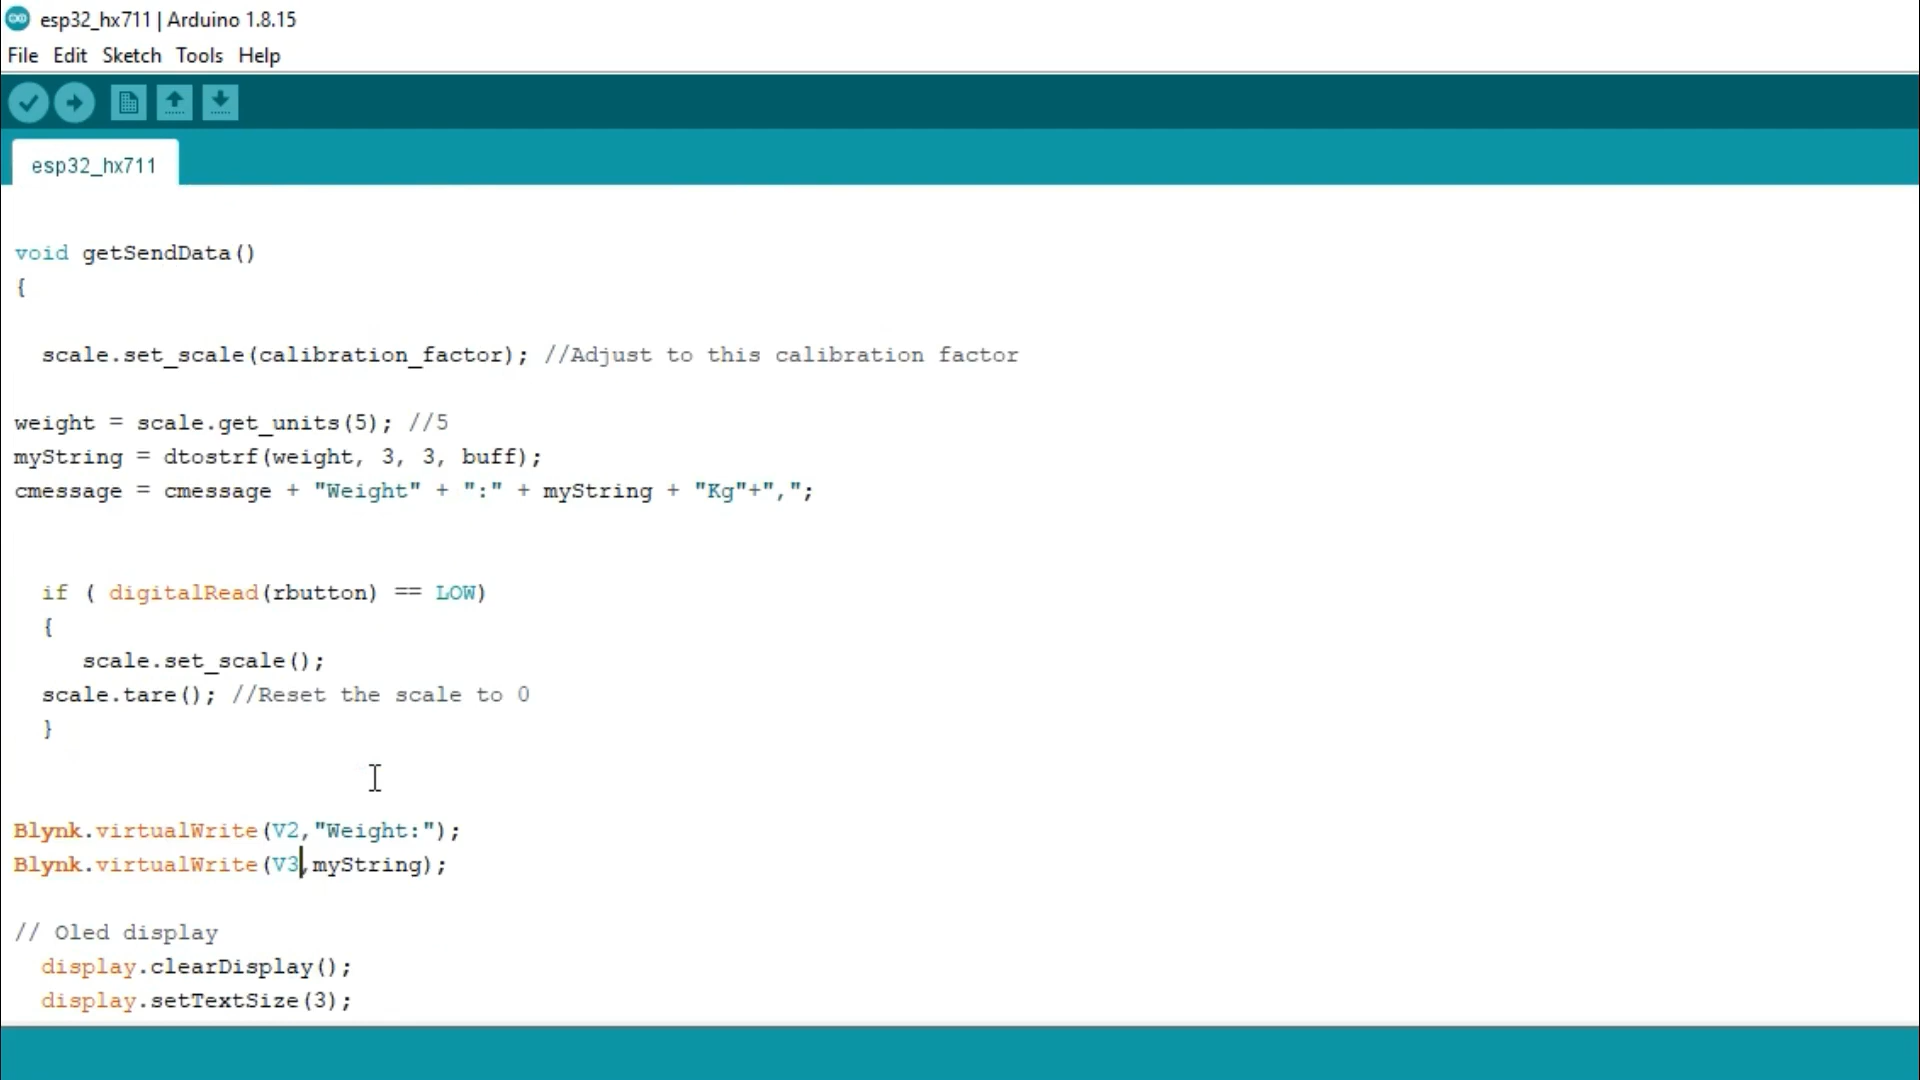 esp32_hx711 | Arduino 1.8.15
File Edit Sketch Tools Help
esp32_hx711
void getSendData()
{
scale.set_scale(calibration_factor); //Adjust to this calibration factor
weight = scale.get_units(5); //5
myString = dtostrf(weight, 3, 3, buff);
cmessage = cmessage + "Weight" + ":" + myString + "Kg"+",";
if ( digitalRead(rbutton) == LOW)
{
scale.set_scale();
scale.tare(); //Reset the scale to 0
}
Blynk.virtualWrite(V2,"Weight:");
Blynk.virtualWrite(V3,myString);
// Oled display
display.clearDisplay();
display.setTextSize(3);